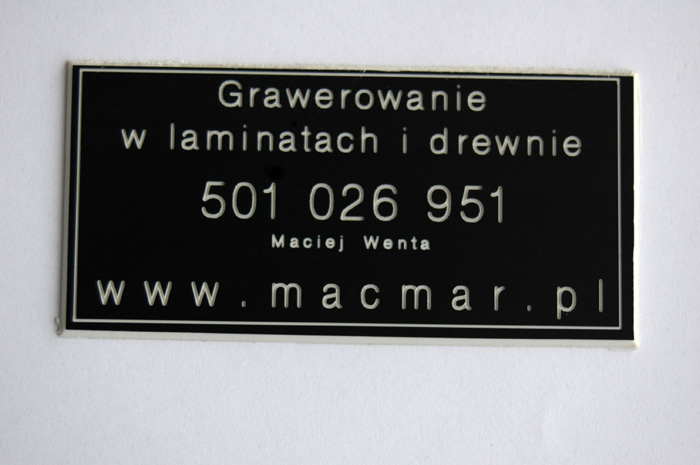 Grawerowanie
w laminatach i drewnie
501 026 951
Maciej Wenta
www.macmar.pl